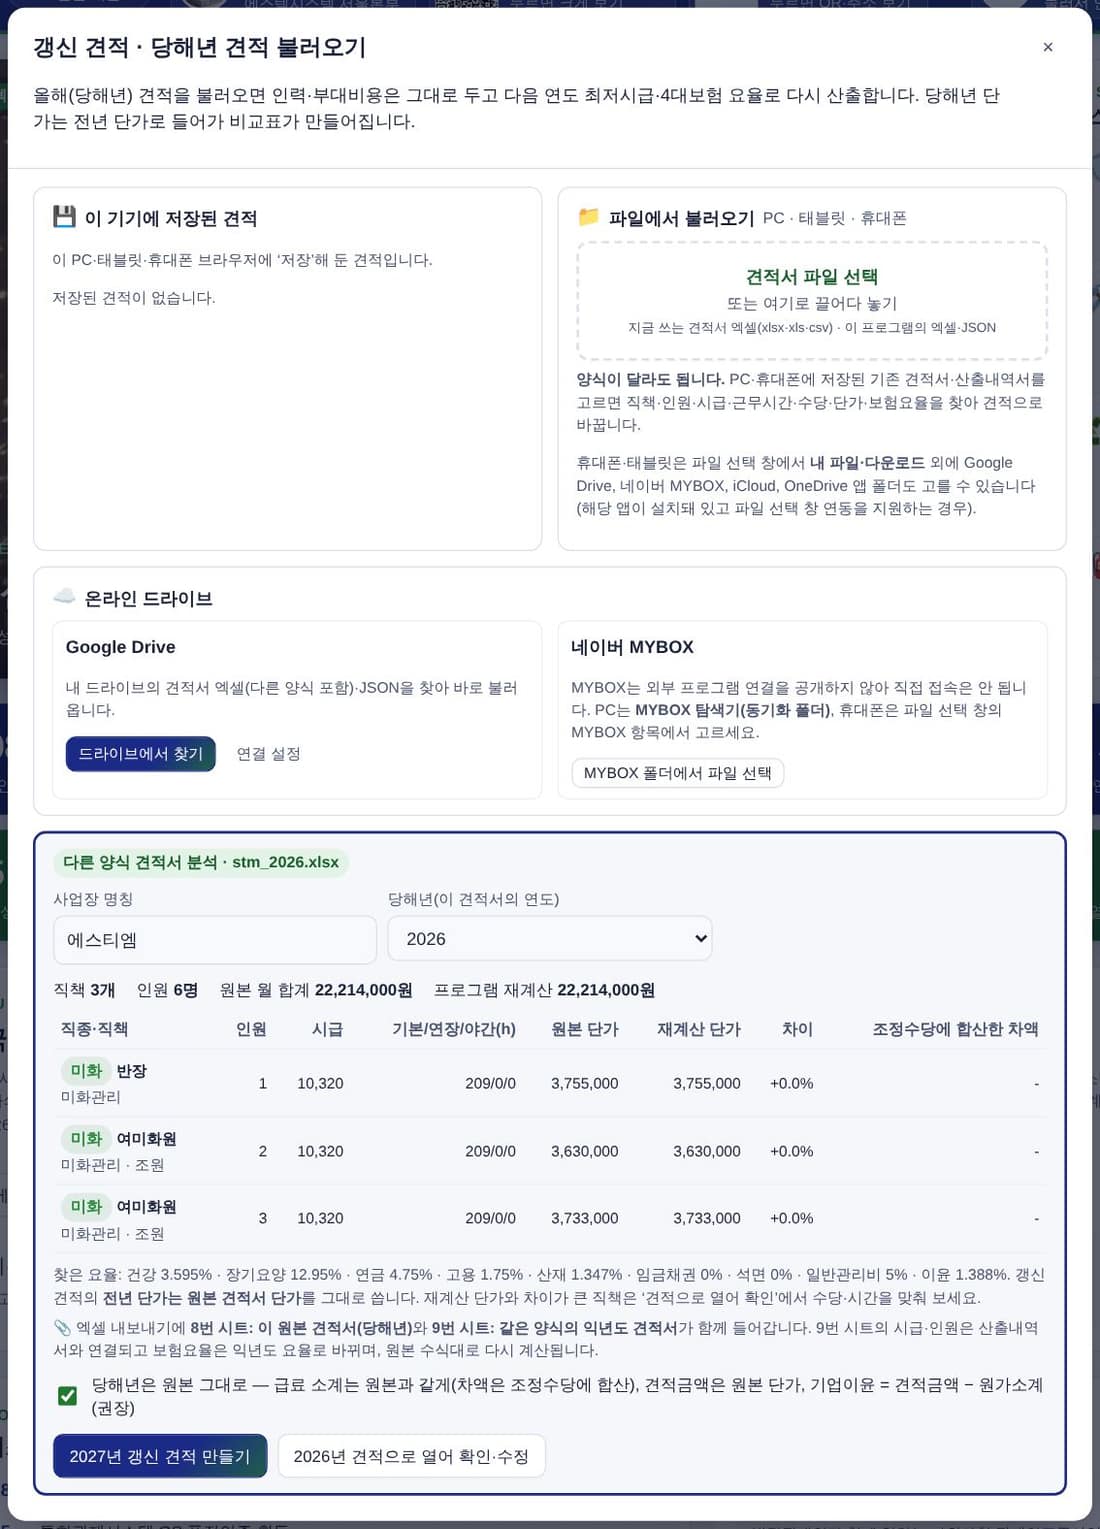 갱신 견적 · 당해년 견적 불러오기
×
올해(당해년) 견적을 불러오면 인력·부대비용은 그대로 두고 다음 연도 최저시급·4대보험 요율로 다시 산출합니다. 당해년 단
가는 전년 단가로 들어가 비교표가 만들어집니다.
💾 이 기기에 저장된 견적
이 PC·태블릿·휴대폰 브라우저에 ‘저장’해 둔 견적입니다.
저장된 견적이 없습니다.
📁 파일에서 불러오기 PC · 태블릿 · 휴대폰
견적서 파일 선택
또는 여기로 끌어다 놓기
지금 쓰는 견적서 엑셀(xlsx·xls·csv) · 이 프로그램의 엑셀·JSON
양식이 달라도 됩니다. PC·휴대폰에 저장된 기존 견적서·산출내역서를
고르면 직책·인원·시급·근무시간·수당·단가·보험요율을 찾아 견적으로
바꿉니다.
휴대폰·태블릿은 파일 선택 창에서 내 파일·다운로드 외에 Google
Drive, 네이버 MYBOX, iCloud, OneDrive 앱 폴더도 고를 수 있습니다
(해당 앱이 설치돼 있고 파일 선택 창 연동을 지원하는 경우).
☁️ 온라인 드라이브
Google Drive
내 드라이브의 견적서 엑셀(다른 양식 포함)·JSON을 찾아 바로 불러
옵니다.
드라이브에서 찾기 연결 설정
네이버 MYBOX
MYBOX는 외부 프로그램 연결을 공개하지 않아 직접 접속은 안 됩니
다. PC는 MYBOX 탐색기(동기화 폴더), 휴대폰은 파일 선택 창의
MYBOX 항목에서 고르세요.
MYBOX 폴더에서 파일 선택
다른 양식 견적서 분석 · stm_2026.xlsx
사업장 명칭 당해년(이 견적서의 연도)
에스티엠 2026
직책 3개 인원 6명 원본 월 합계 22,214,000원 프로그램 재계산 22,214,000원
직종·직책 인원 시급 기본/연장/야간(h) 원본 단가 재계산 단가 차이 조정수당에 합산한 차액
미화 반장
미화관리 1 10,320 209/0/0 3,755,000 3,755,000 +0.0% -
미화 여미화원
미화관리 · 조원 2 10,320 209/0/0 3,630,000 3,630,000 +0.0% -
미화 여미화원
미화관리 · 조원 3 10,320 209/0/0 3,733,000 3,733,000 +0.0% -
찾은 요율: 건강 3.595% · 장기요양 12.95% · 연금 4.75% · 고용 1.75% · 산재 1.347% · 임금채권 0% · 석면 0% · 일반관리비 5% · 이윤 1.388%. 갱신
견적의 전년 단가는 원본 견적서 단가를 그대로 씁니다. 재계산 단가와 차이가 큰 직책은 ‘견적으로 열어 확인’에서 수당·시간을 맞춰 보세요.
📎 엑셀 내보내기에 8번 시트: 이 원본 견적서(당해년)와 9번 시트: 같은 양식의 익년도 견적서가 함께 들어갑니다. 9번 시트의 시급·인원은 산출내역
서와 연결되고 보험요율은 익년도 요율로 바뀌며, 원본 수식대로 다시 계산됩니다.
당해년은 원본 그대로 — 급료 소계는 원본과 같게(차액은 조정수당에 합산), 견적금액은 원본 단가, 기업이윤 = 견적금액 − 원가소계
(권장)
2027년 갱신 견적 만들기 2026년 견적으로 열어 확인·수정